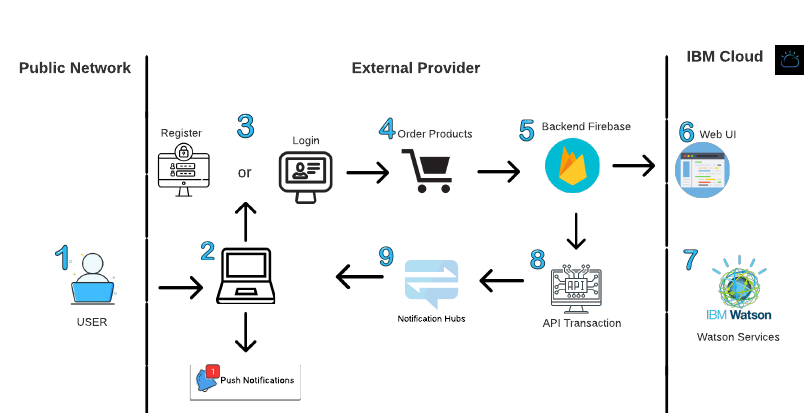 Public Network
External Provider
IBM Cloud
Register
3
Login
or
4
Order Products
5
Backend Firebase
6
Web UI
1
USER
2
9
Notification Hubs
8
API
API Transaction
7
IBM Watson
Watson Services
1
Push Notifications